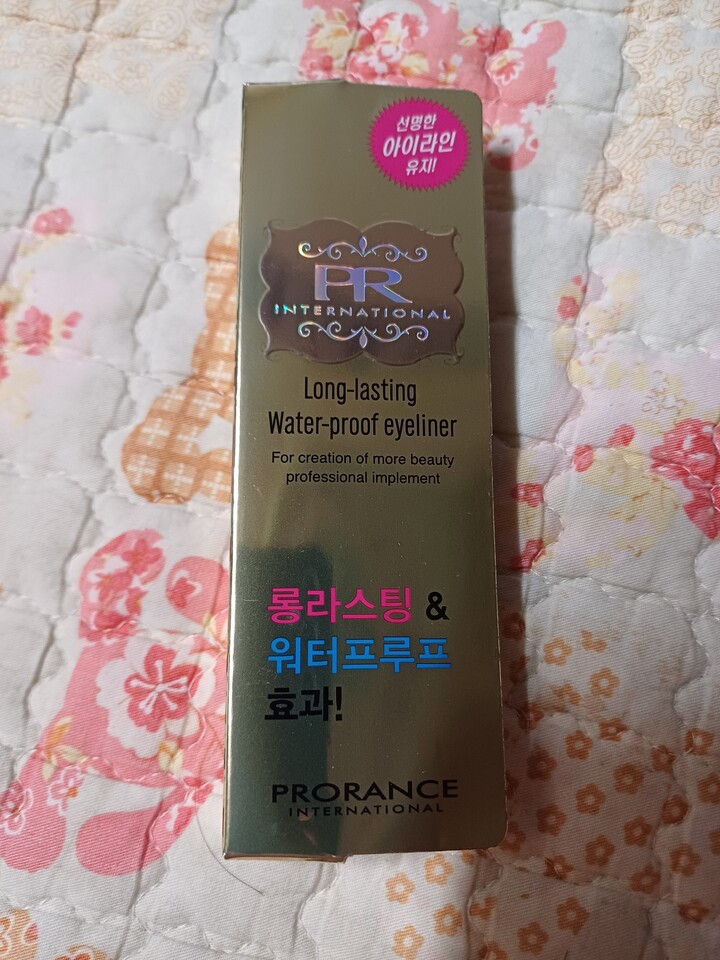 선명한
아이라인
유지!
PR
INTERNATIONAL
Long-lasting
Water-proof eyeliner
For creation of more beauty
professional implement
롱라스팅 &
워터프루프
효과!
PRORANCE
INTERNATIONAL